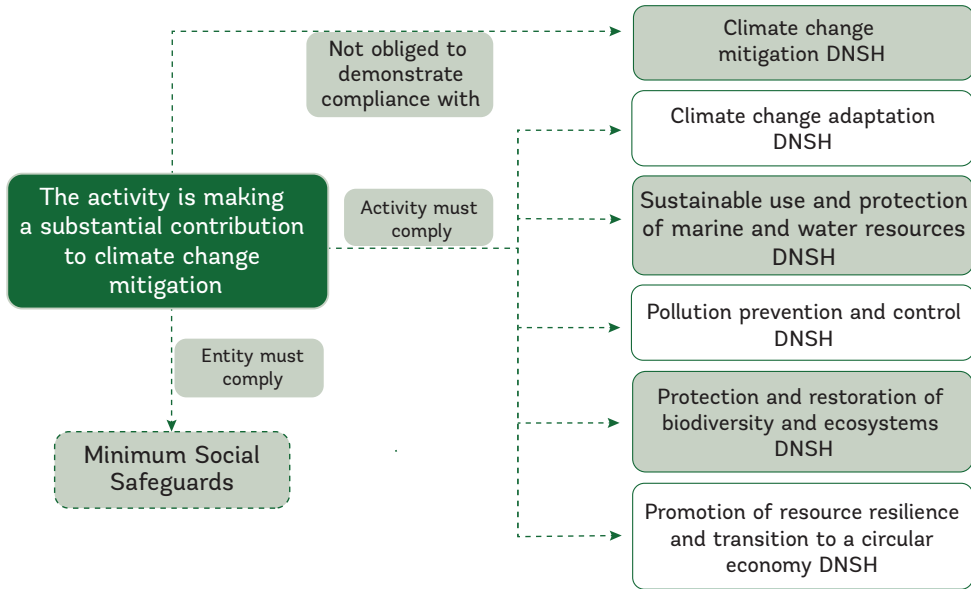 Climate change
mitigation DNSH
Not obliged to
demonstrate
compliance with
Climate change adaptation
DNSH
The activity is making
a substantial contribution
to climate change
mitigation
Activity must
comply
Sustainable use and protection
of marine and water resources
DNSH
Pollution prevention and control
DNSH
Entity must
comply
Protection and restoration of
biodiversity and ecosystems
DNSH
Minimum Social
Safeguards
Promotion of resource resilience
and transition to a circular
economy DNSH